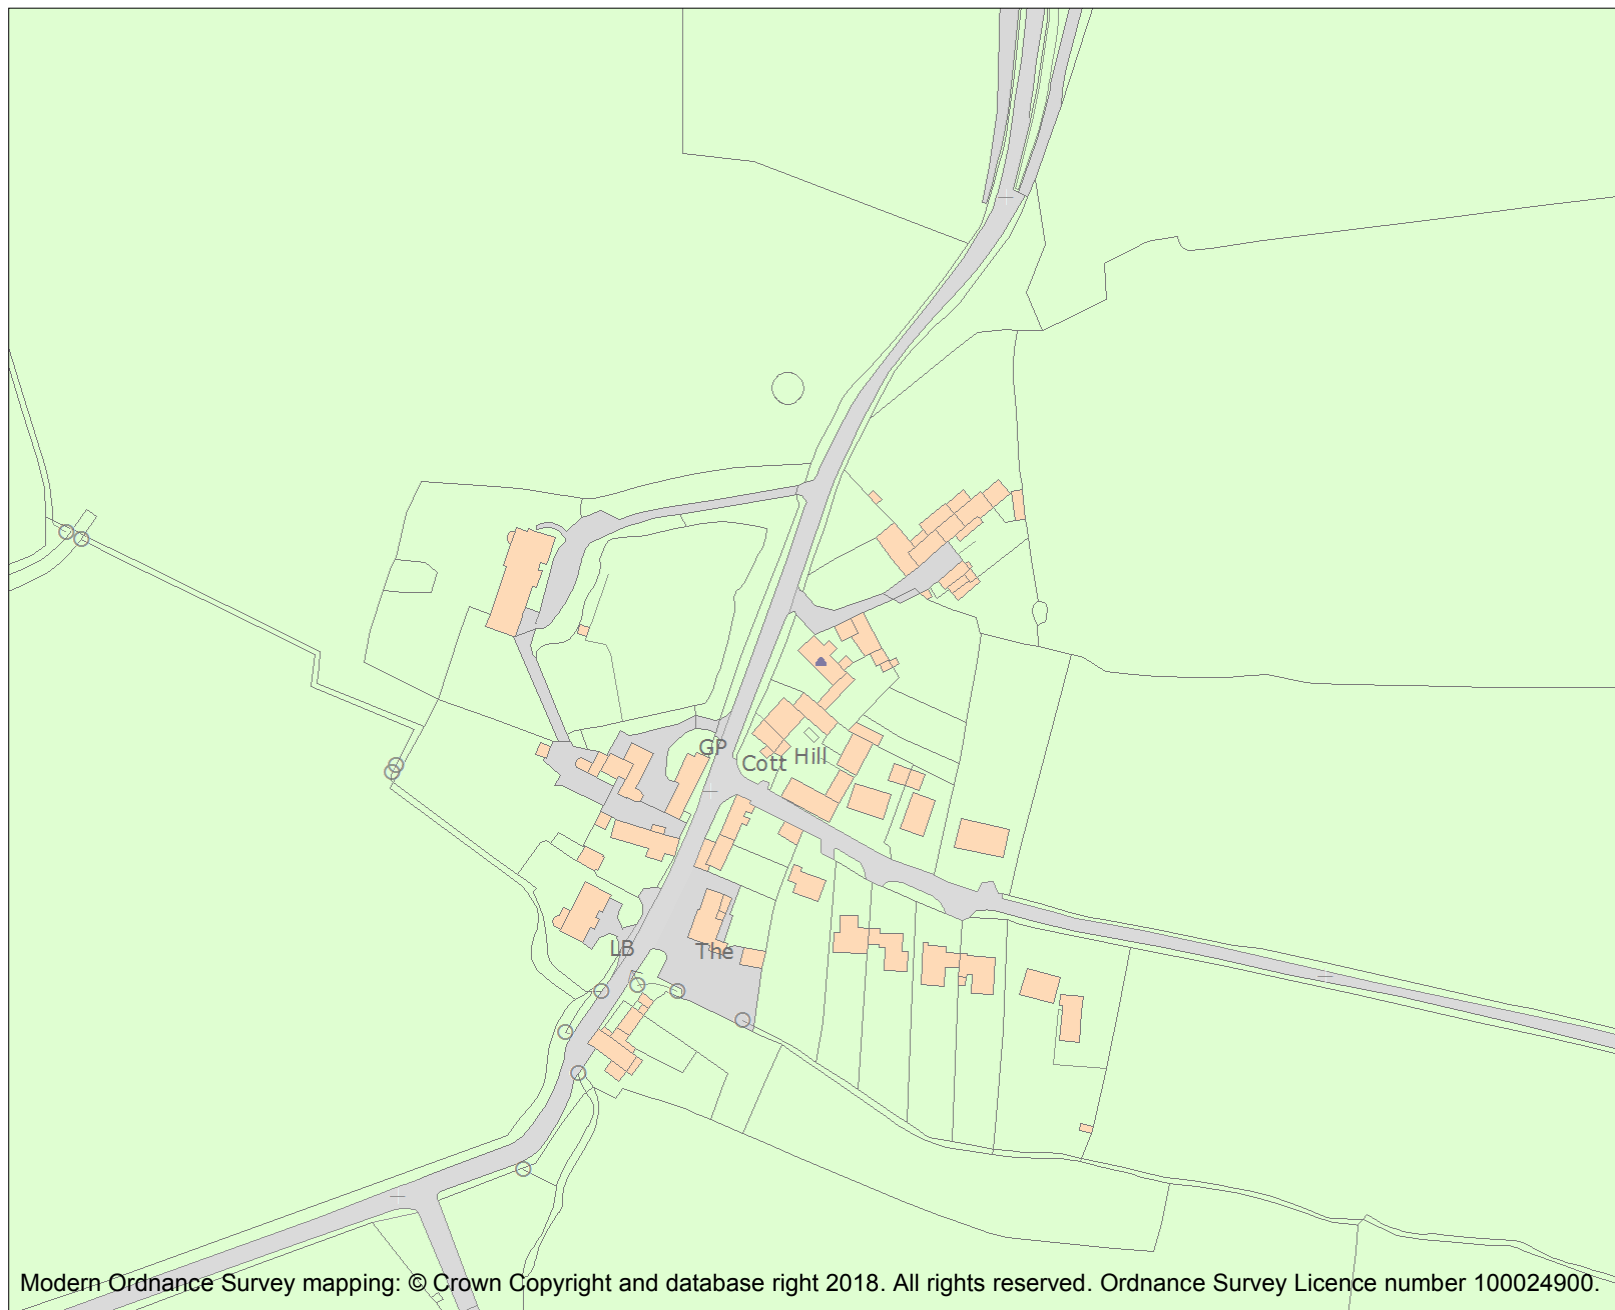 GP
Cott Hill
LB
The
Modern Ordnance Survey mapping: © Crown Copyright and database right 2018. All rights reserved. Ordnance Survey Licence number 100024900.